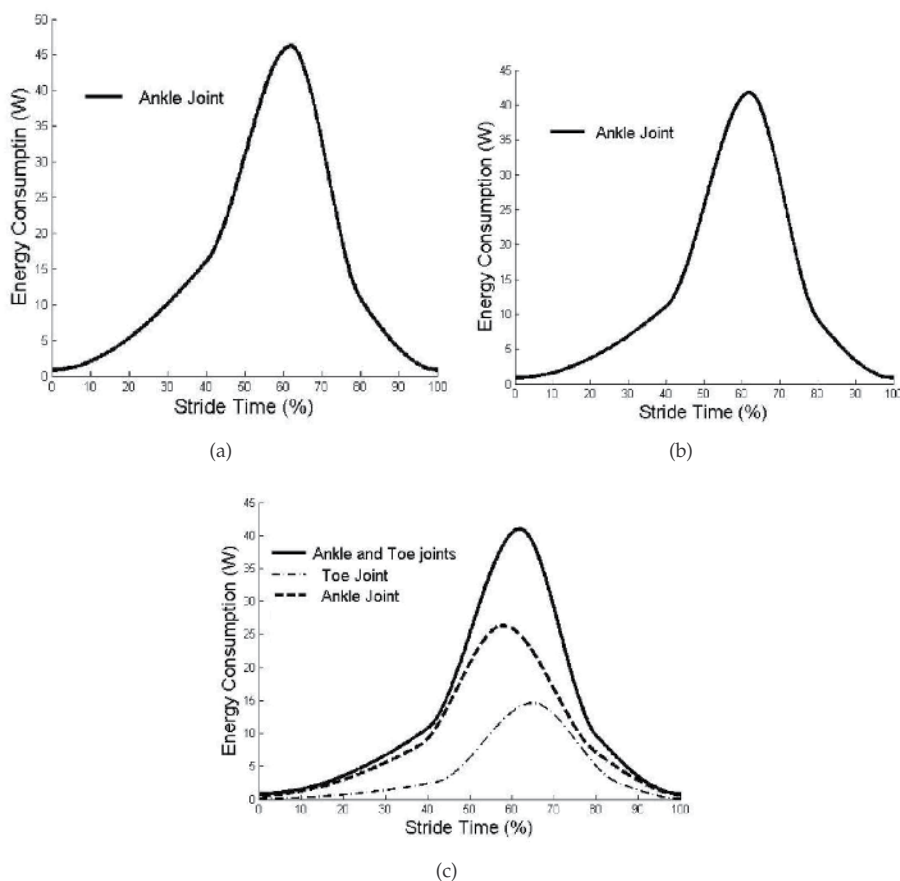 50
45
40
35
30
25
20
15
10
5
0
Energy Consumptin (W)
Ankle Joint
0 10 20 30 40 50 60 70 80 90 100
Stride Time (%)
(a)
45
40
35
30
25
20
15
10
5
0
Energy Consumption (W)
Ankle Joint
0 10 20 30 40 50 60 70 80 90 100
Stride Time (%)
(b)
45
40
35
30
25
20
15
10
5
0
Energy Consumption (W)
Ankle and Toe joints
Toe Joint
Ankle Joint
0 10 20 30 40 50 60 70 80 90 100
Stride Time (%)
(c)